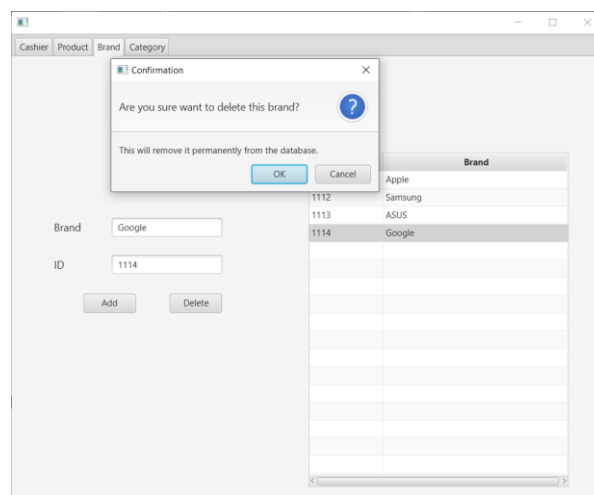 Cashier Product Brand Category
Confirmation
Are you sure want to delete this brand?
?
This will remove it permanently from the database.
OK Cancel
Brand
Apple
1112 Samsung
1113 ASUS
1114 Google
Brand Google
ID 1114
Add Delete